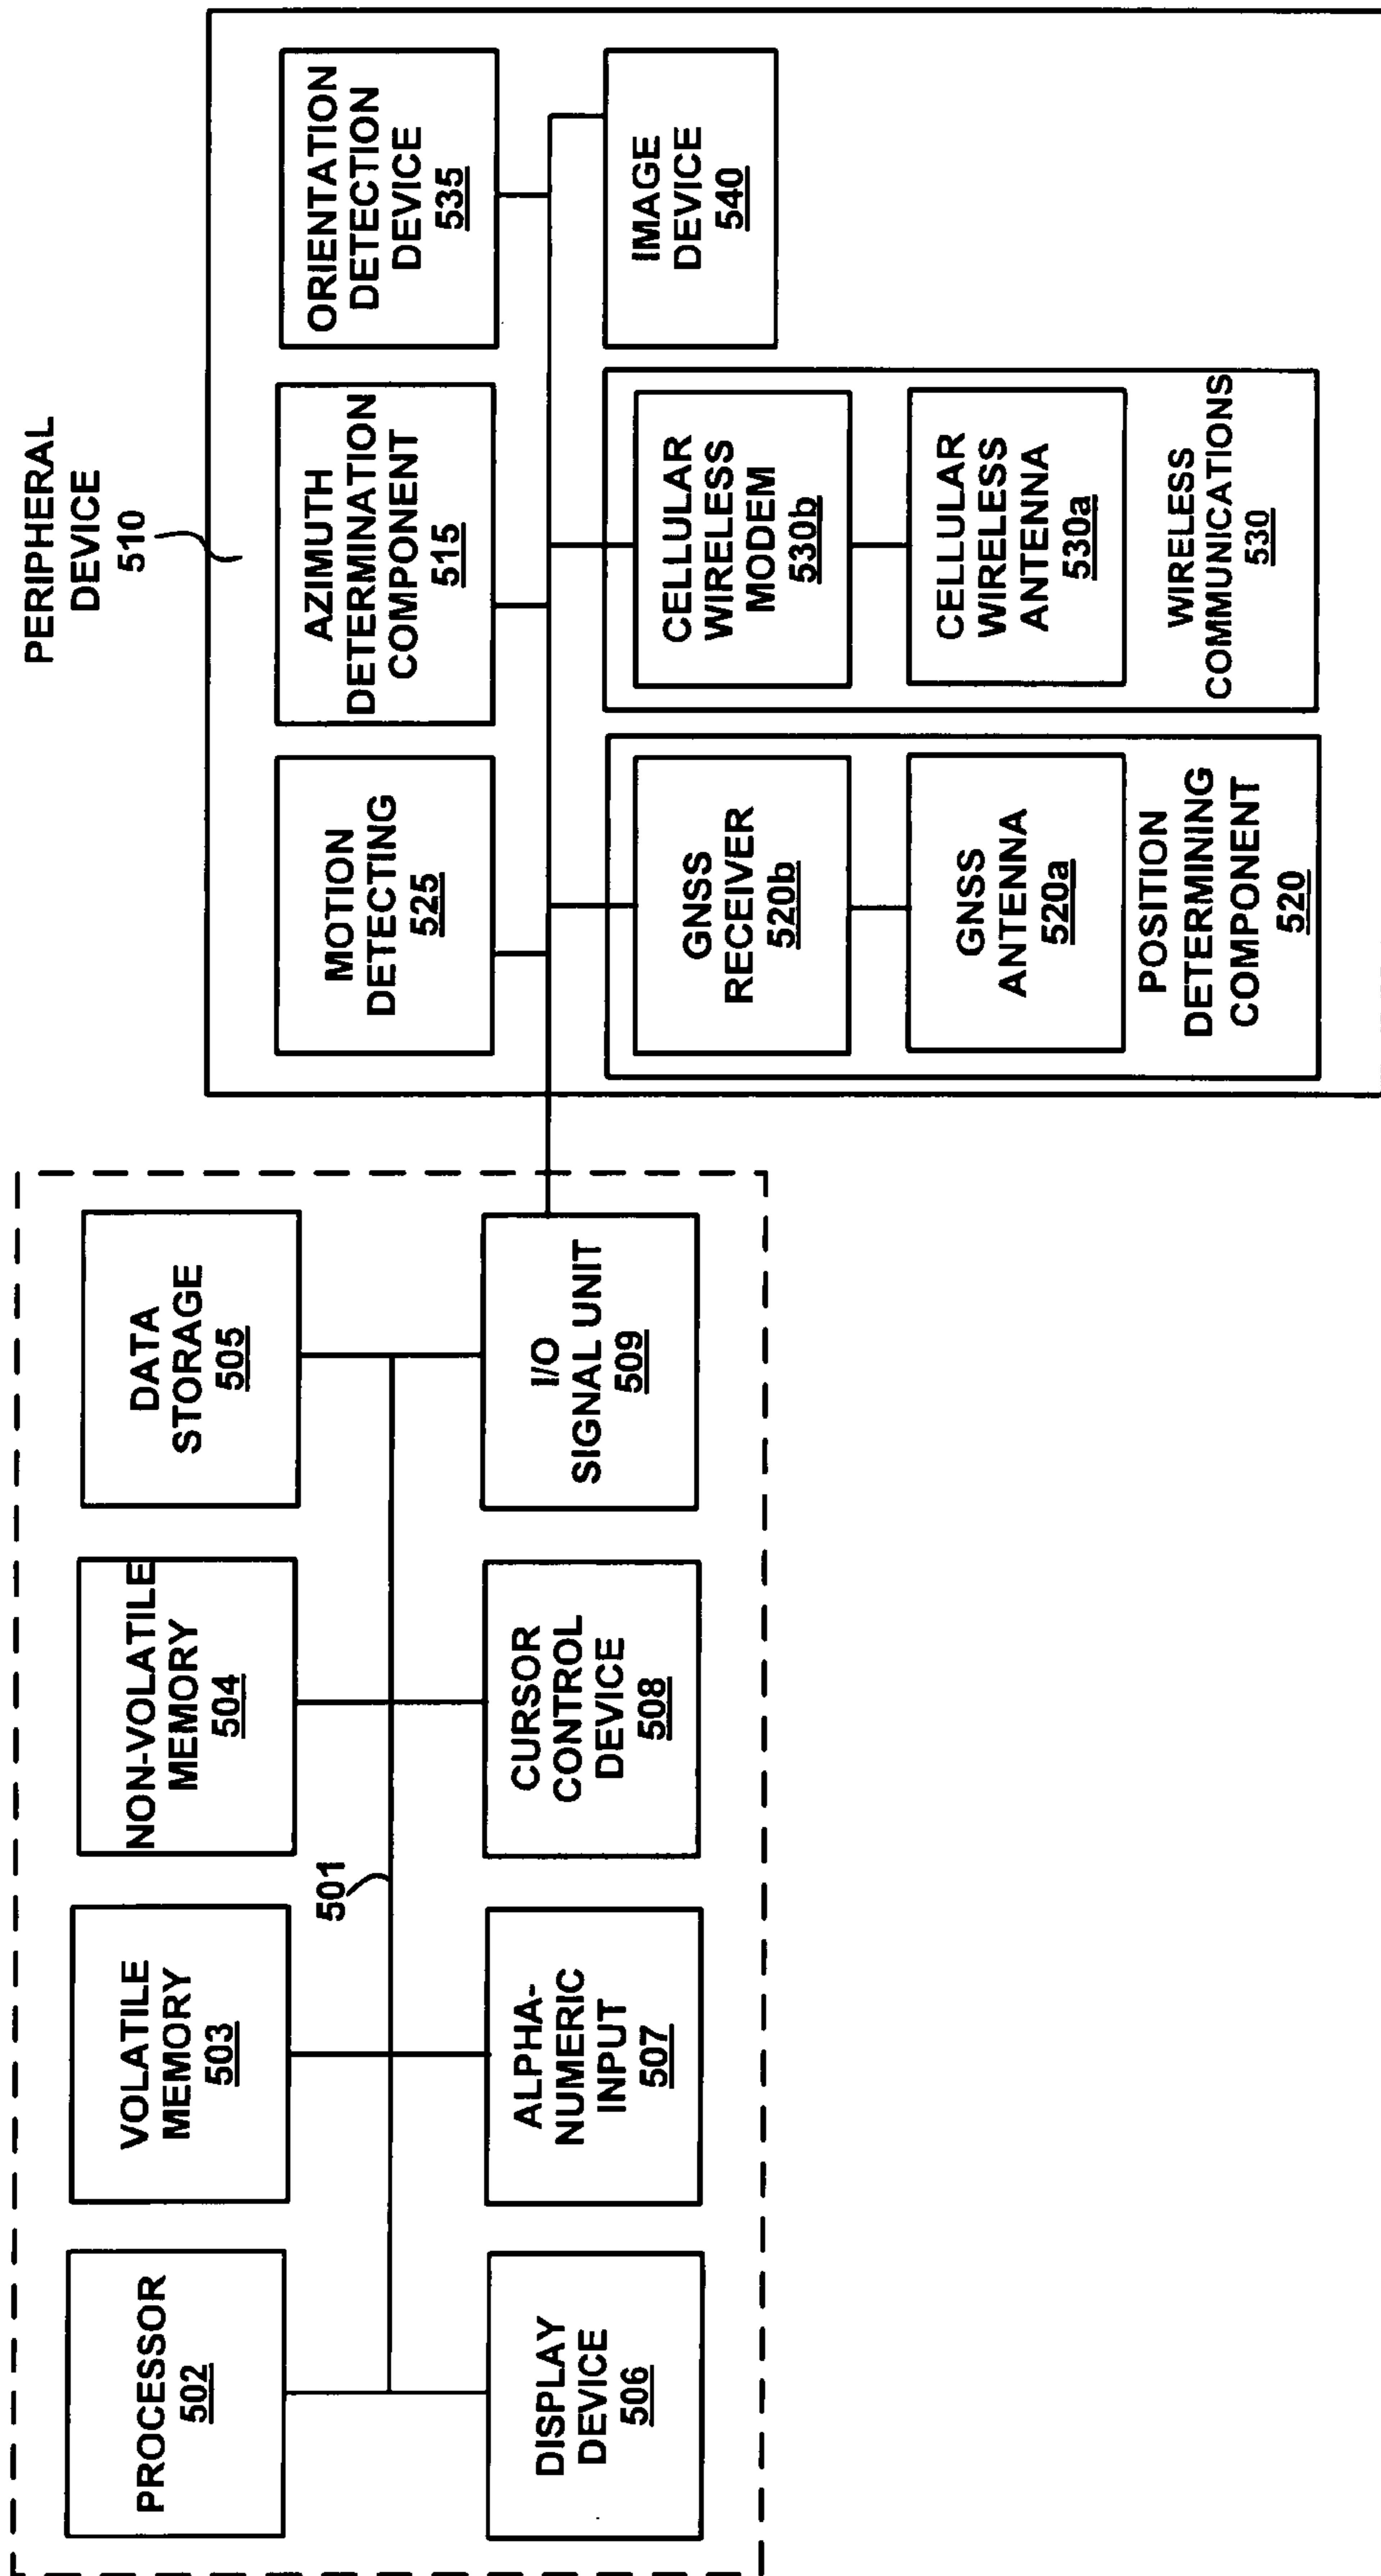 PROCESSOR
502
VOLATILE
MEMORY
503
NON-VOLATILE
MEMORY
504
DATA
STORAGE
505
501
DISPLAY
DEVICE
506
ALPHA-
NUMERIC
INPUT
507
CURSOR
CONTROL
DEVICE
508
I/O
SIGNAL UNIT
509
PERIPHERAL
DEVICE
510
MOTION
DETECTING
525
AZIMUTH
DETERMINATION
COMPONENT
515
ORIENTATION
DETECTION
DEVICE
535
GNSS
RECEIVER
520b
GNSS
ANTENNA
520a
POSITION
DETERMINING
COMPONENT
520
CELLULAR
WIRELESS
MODEM
530b
CELLULAR
WIRELESS
ANTENNA
530a
WIRELESS
COMMUNICATIONS
530
IMAGE
DEVICE
540